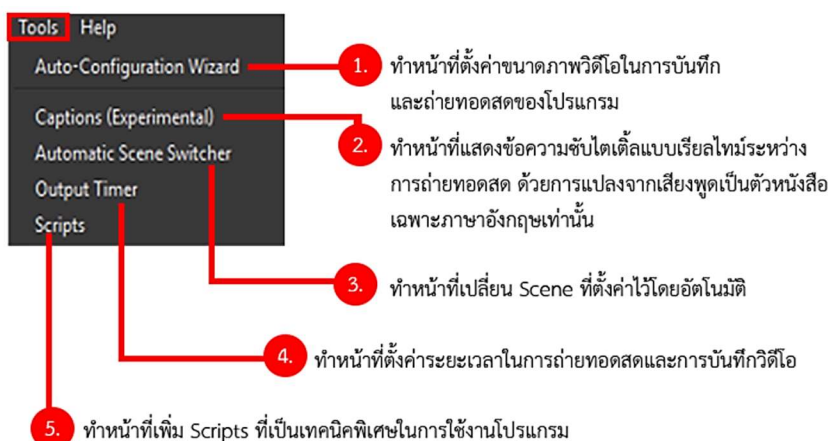 Tools Help
Auto-Configuration Wizard
Captions (Experimental)
Automatic Scene Switcher
Output Timer
Scripts
1. ทำหน้าที่ตั้งค่าขนาดภาพวิดีโอในการบันทึก
และถ่ายทอดสดของโปรแกรม
2. ทำหน้าที่แสดงข้อความซับไตเติ้ลแบบเรียลไทม์ระหว่าง
การถ่ายทอดสด ด้วยการแปลงจากเสียงพูดเป็นตัวหนังสือ
เฉพาะภาษาอังกฤษเท่านั้น
3. ทำหน้าที่เปลี่ยน Scene ที่ตั้งค่าไว้โดยอัตโนมัติ
4. ทำหน้าที่ตั้งค่าระยะเวลาในการถ่ายทอดสดและการบันทึกวิดีโอ
5. ทำหน้าที่เพิ่ม Scripts ที่เป็นเทคนิคพิเศษในการใช้งานโปรแกรม